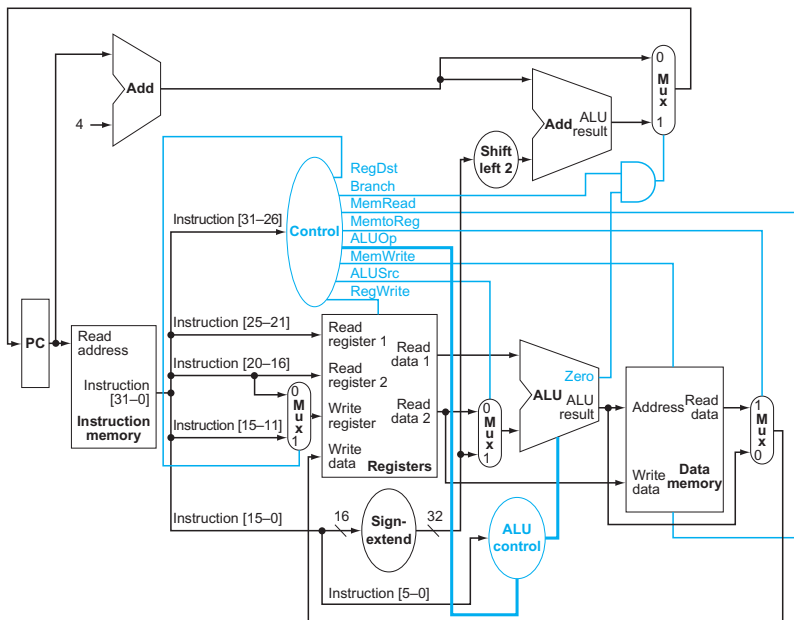 0
M
u
x
1
Add
4
Add
ALU
result
Shift
left 2
RegDst
Branch
MemRead
MemtoReg
ALUOp
MemWrite
ALUSrc
RegWrite
Control
Instruction [31–26]
Instruction [25–21]
Instruction [20–16]
Instruction [15–11]
Instruction [15–0]
Instruction [5–0]
PC
Read
address
Instruction
[31–0]
Instruction
memory
0
M
u
x
1
Read
register 1
Read
register 2
Write
register
Write
data
Read
data 1
Read
data 2
Registers
0
M
u
x
1
Zero
ALU
ALU
result
Address
Read
data
Write
data
Data
memory
1
M
u
x
0
16
Sign-
extend
32
ALU
control